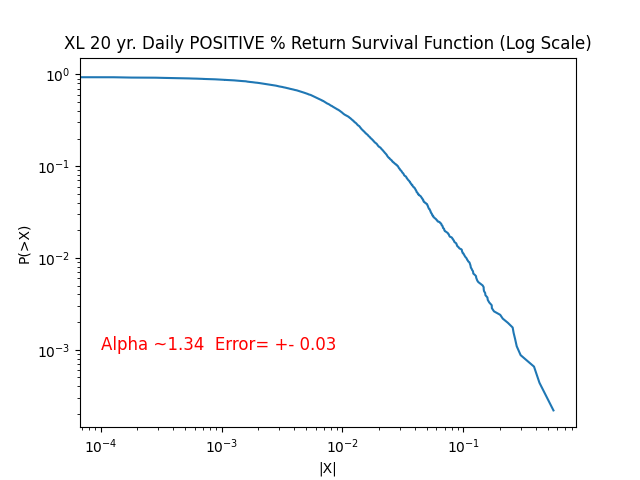 XL 20 yr. Daily POSITIVE % Return Survival Function (Log Scale)
10⁰
10⁻¹
10⁻²
10⁻³
P(>X)
Alpha ~1.34  Error= +- 0.03
10⁻⁴ 10⁻³ 10⁻² 10⁻¹
|X|